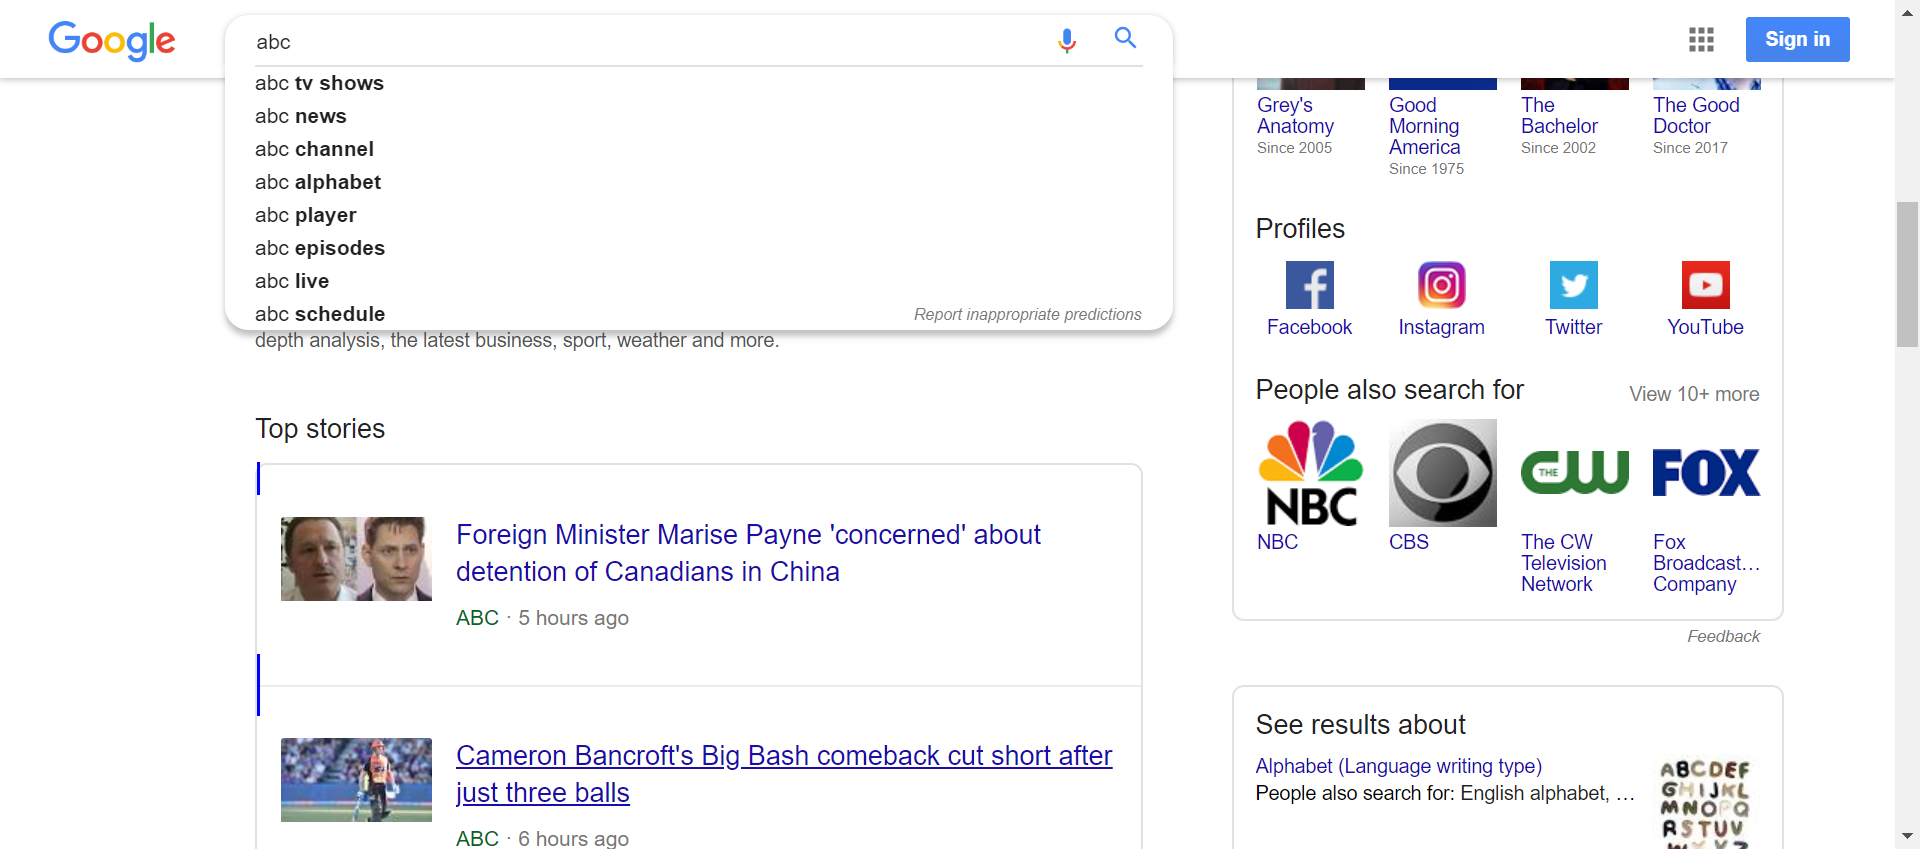 Google
abc
Sign in
abc tv shows
abc news
abc channel
abc alphabet
abc player
abc episodes
abc live
abc schedule
Report inappropriate predictions
depth analysis, the latest business, sport, weather and more.
Top stories
Foreign Minister Marise Payne 'concerned' about
detention of Canadians in China
ABC · 5 hours ago
Cameron Bancroft's Big Bash comeback cut short after
just three balls
ABC · 6 hours ago
Grey's
Anatomy
Since 2005
Good
Morning
America
Since 1975
The
Bachelor
Since 2002
The Good
Doctor
Since 2017
Profiles
Facebook
Instagram
Twitter
YouTube
People also search for
View 10+ more
NBC
NBC
CBS
THE CW
The CW
Television
Network
FOX
Fox
Broadcast...
Company
Feedback
See results about
Alphabet (Language writing type)
People also search for: English alphabet, ...
ABCDEF
GHIJKL
MNOPQ
RSTUV